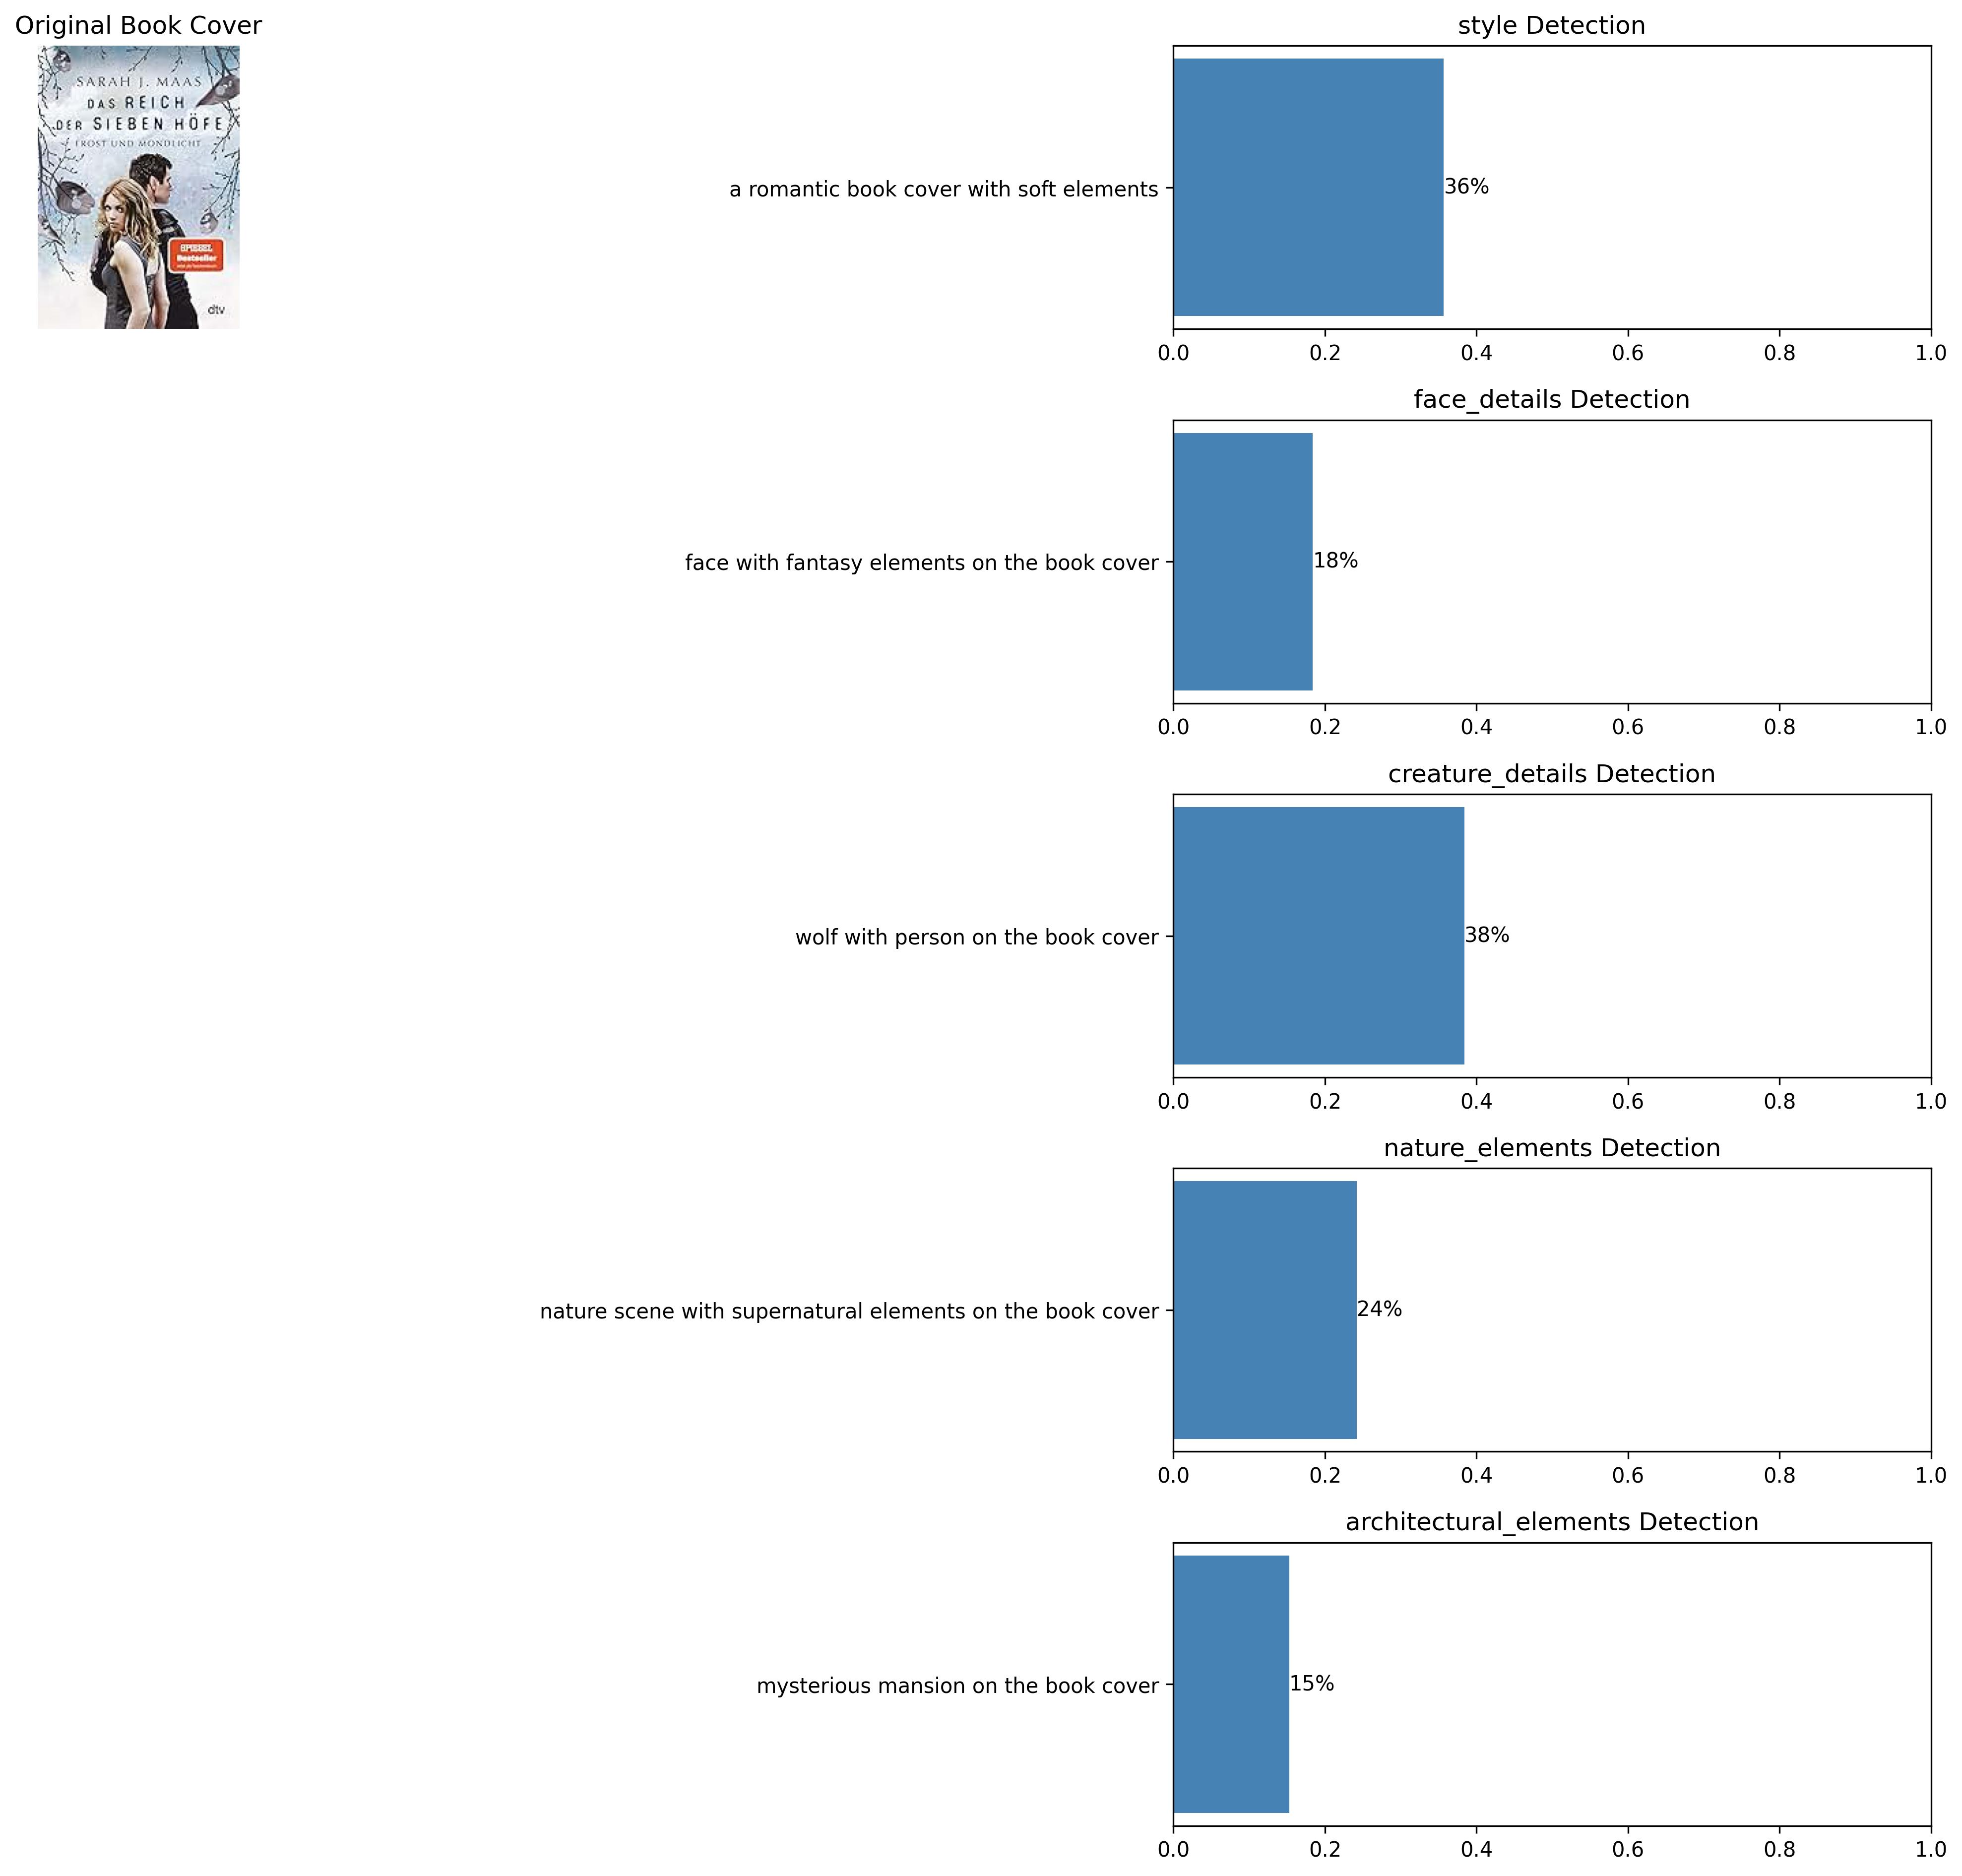 Original Book Cover
SARAH J. MAAS
DAS REICH
DER SIEBEN HÖFE
FROST UND MONDLICHT
SPIEGEL
Bestseller
dtv
style Detection
a romantic book cover with soft elements
36%
0.0 0.2 0.4 0.6 0.8 1.0
face_details Detection
face with fantasy elements on the book cover
18%
0.0 0.2 0.4 0.6 0.8 1.0
creature_details Detection
wolf with person on the book cover
38%
0.0 0.2 0.4 0.6 0.8 1.0
nature_elements Detection
nature scene with supernatural elements on the book cover
24%
0.0 0.2 0.4 0.6 0.8 1.0
architectural_elements Detection
mysterious mansion on the book cover
15%
0.0 0.2 0.4 0.6 0.8 1.0